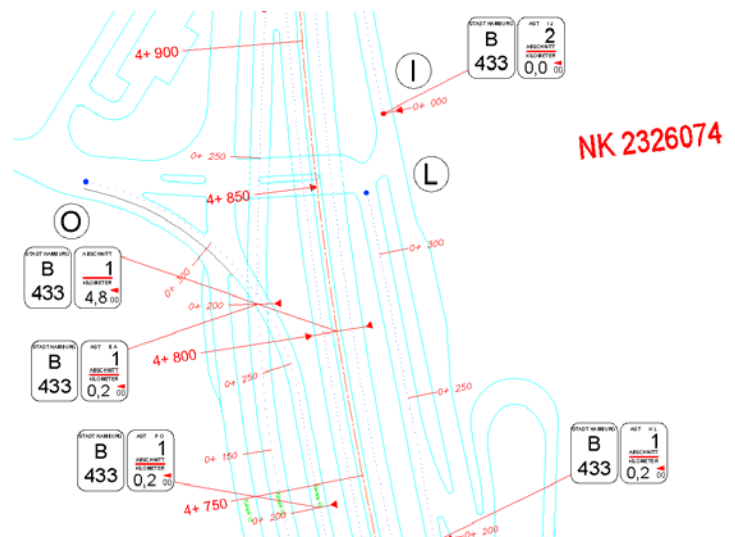 4+ 900
STADT HAMBURG
B
433
AST I J
2
ABSCHNITT
KILOMETER
0,0 00
I
0+ 000
NK 2326074
0+ 250
L
4+ 850
O
0+ 300
0+ 300
STADT HAMBURG
B
433
ABSCHNITT
1
KILOMETER
4,8 00
0+ 200
4+ 800
STADT HAMBURG
B
433
1
ABSCHNITT
KILOMETER
0,2 00
0+ 250
0+ 250
STADT HAMBURG
B
433
AST P O
1
ABSCHNITT
KILOMETER
0,2 00
0+ 150
4+ 750
0+ 200
STADT HAMBURG
B
433
AST K L
1
ABSCHNITT
KILOMETER
0,2 00
0+ 200